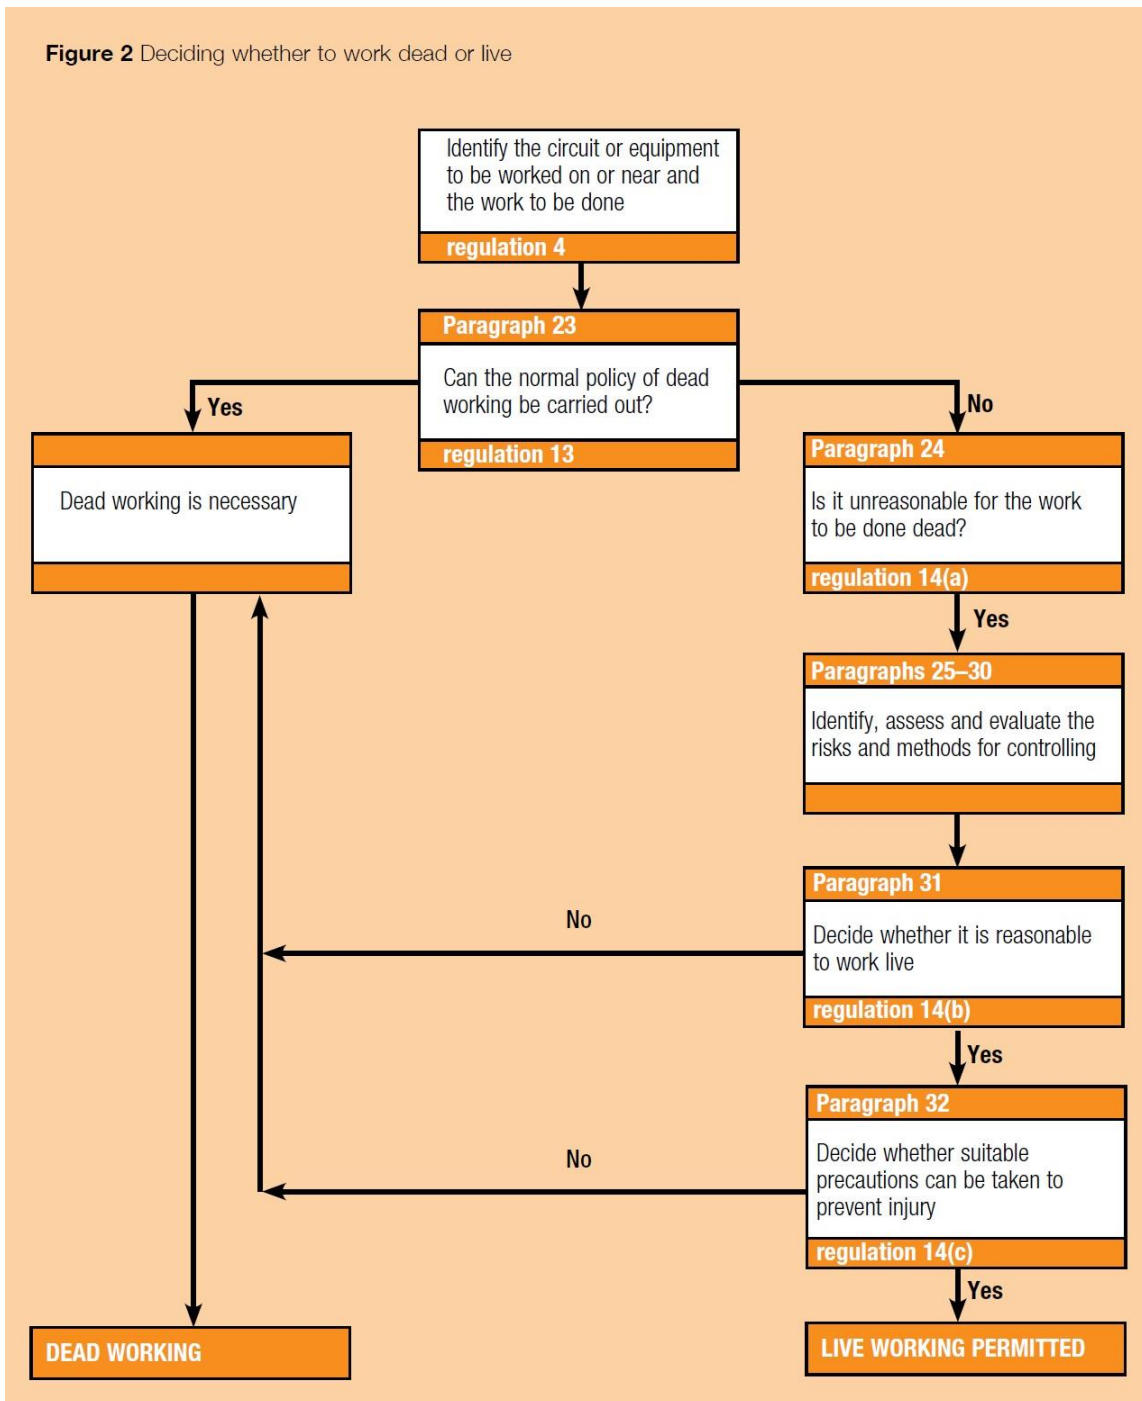 Figure 2 Deciding whether to work dead or live
Identify the circuit or equipment
to be worked on or near and
the work to be done
regulation 4
Paragraph 23
Can the normal policy of dead
working be carried out?
regulation 13
Yes
No
Dead working is necessary
Paragraph 24
Is it unreasonable for the work
to be done dead?
regulation 14(a)
Yes
Paragraphs 25–30
Identify, assess and evaluate the
risks and methods for controlling
Paragraph 31
Decide whether it is reasonable
to work live
regulation 14(b)
No
Yes
Paragraph 32
Decide whether suitable
precautions can be taken to
prevent injury
regulation 14(c)
No
Yes
DEAD WORKING
LIVE WORKING PERMITTED